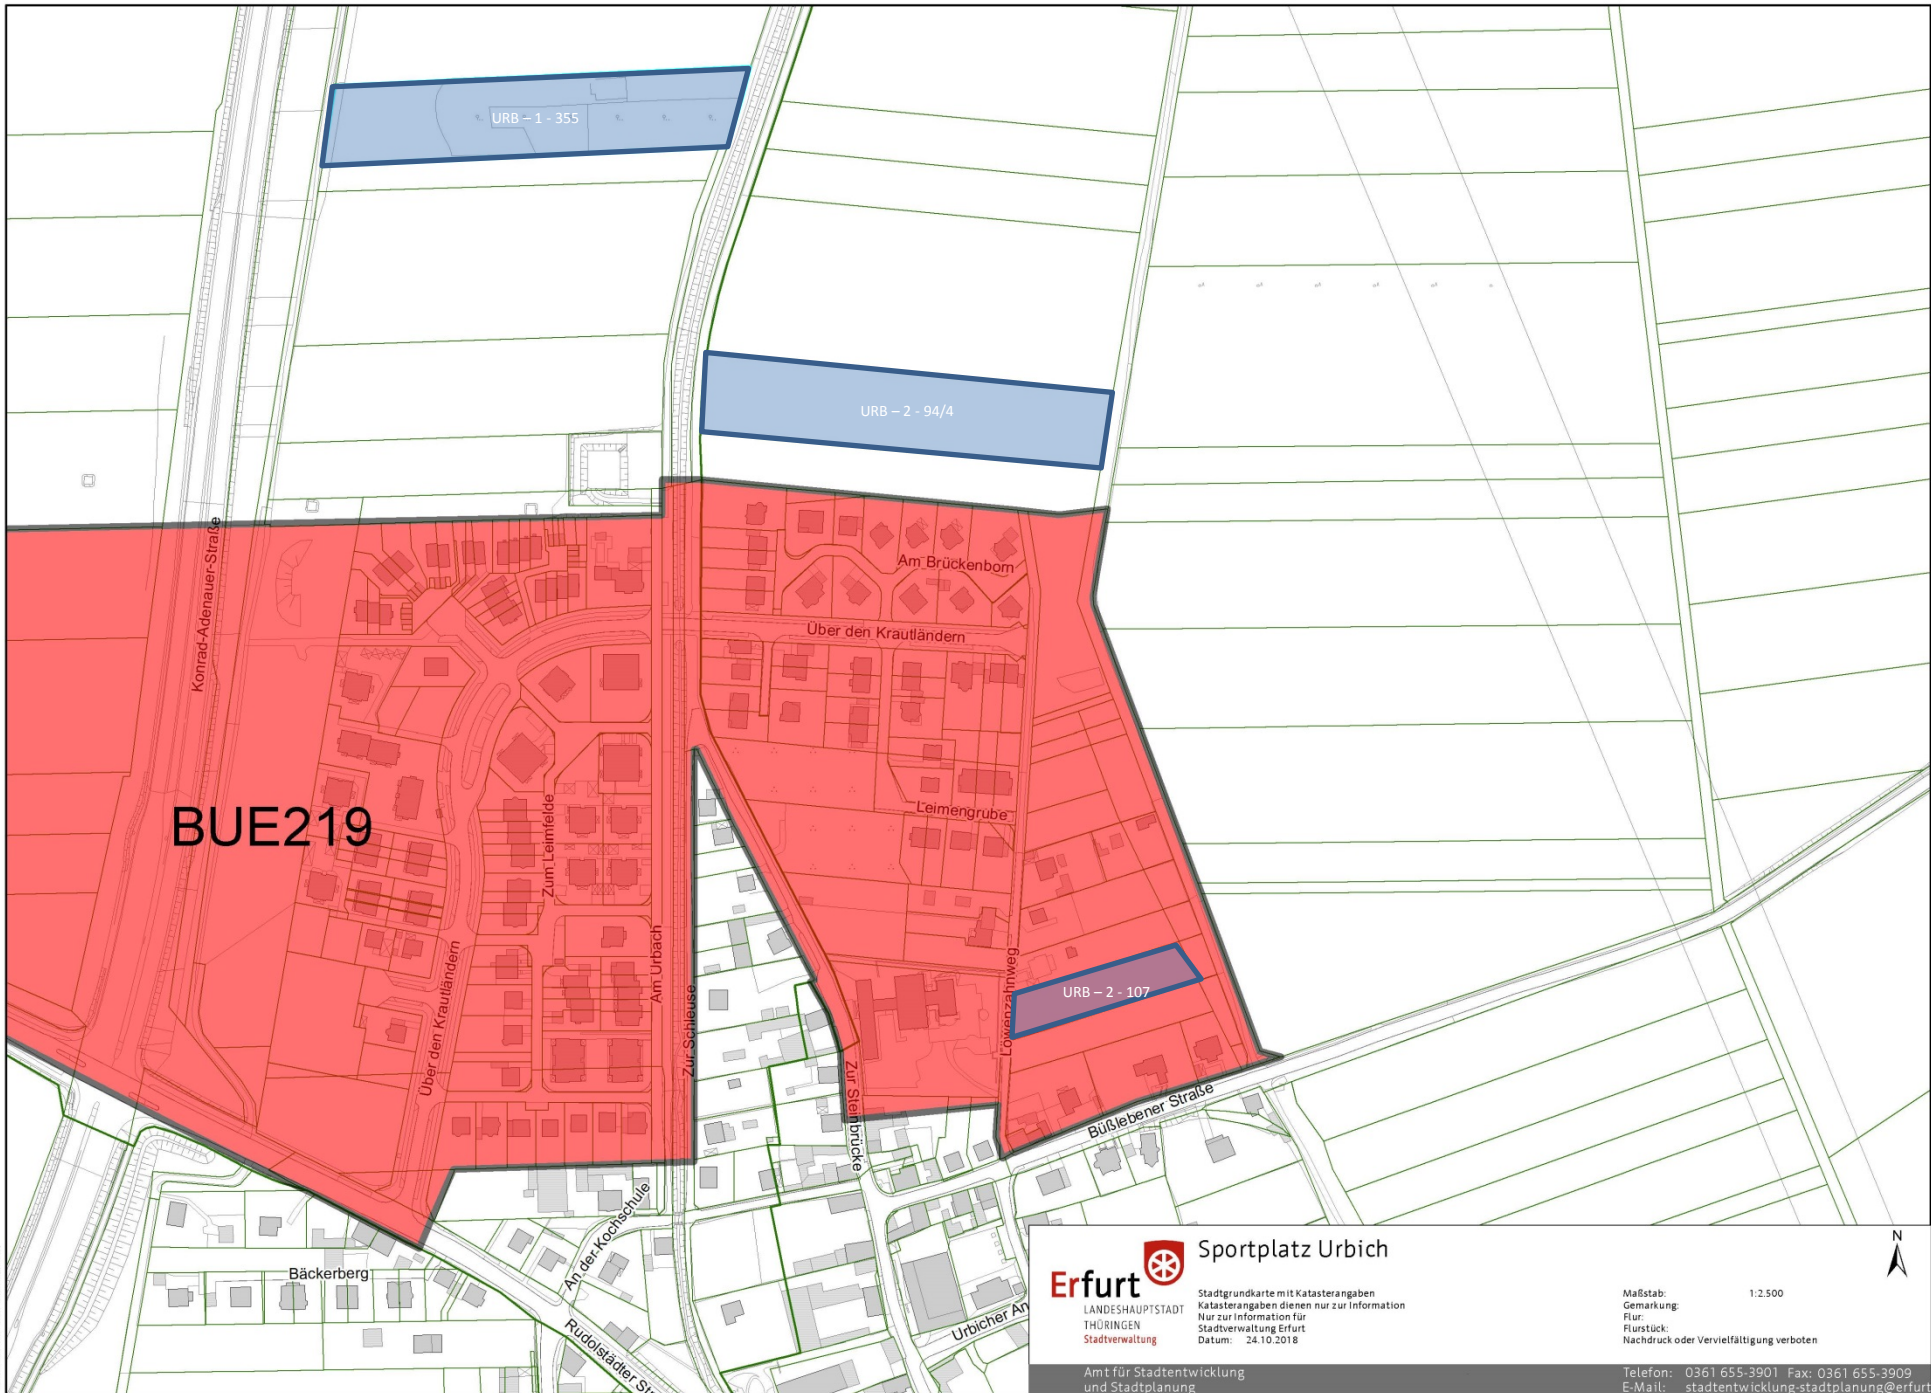 URB – 1 - 355
URB – 2 - 94/4
Konrad-Adenauer-Straße
Am Brückenborn
Über den Krautländern
BUE219
Zum Leimfelde
Leimengrube
Am Urbach
Über den Krautländern
Zur Schleuse
Löwenzahnweg
URB – 2 - 107
Zur Steinbrücke
Büßlebener Straße
An der Kochschule
Bäckerberg
Rudolstädter
Urbicher
Erfurt
LANDESHAUPTSTADT
THÜRINGEN
Stadtverwaltung
Sportplatz Urbich
Stadtgrundkarte mit Katasterangaben
Katasterangaben dienen nur zur Information
Nur zur Information für
Stadtverwaltung Erfurt
Datum: 24.10.2018
N
Maßstab: 1:2.500
Gemarkung:
Flur:
Flurstück:
Nachdruck oder Vervielfältigung verboten
Amt für Stadtentwicklung
und Stadtplanung
Telefon: 0361 655-3901 Fax: 0361 655-3909
E-Mail: stadtentwicklung-stadtplanung@erfurt